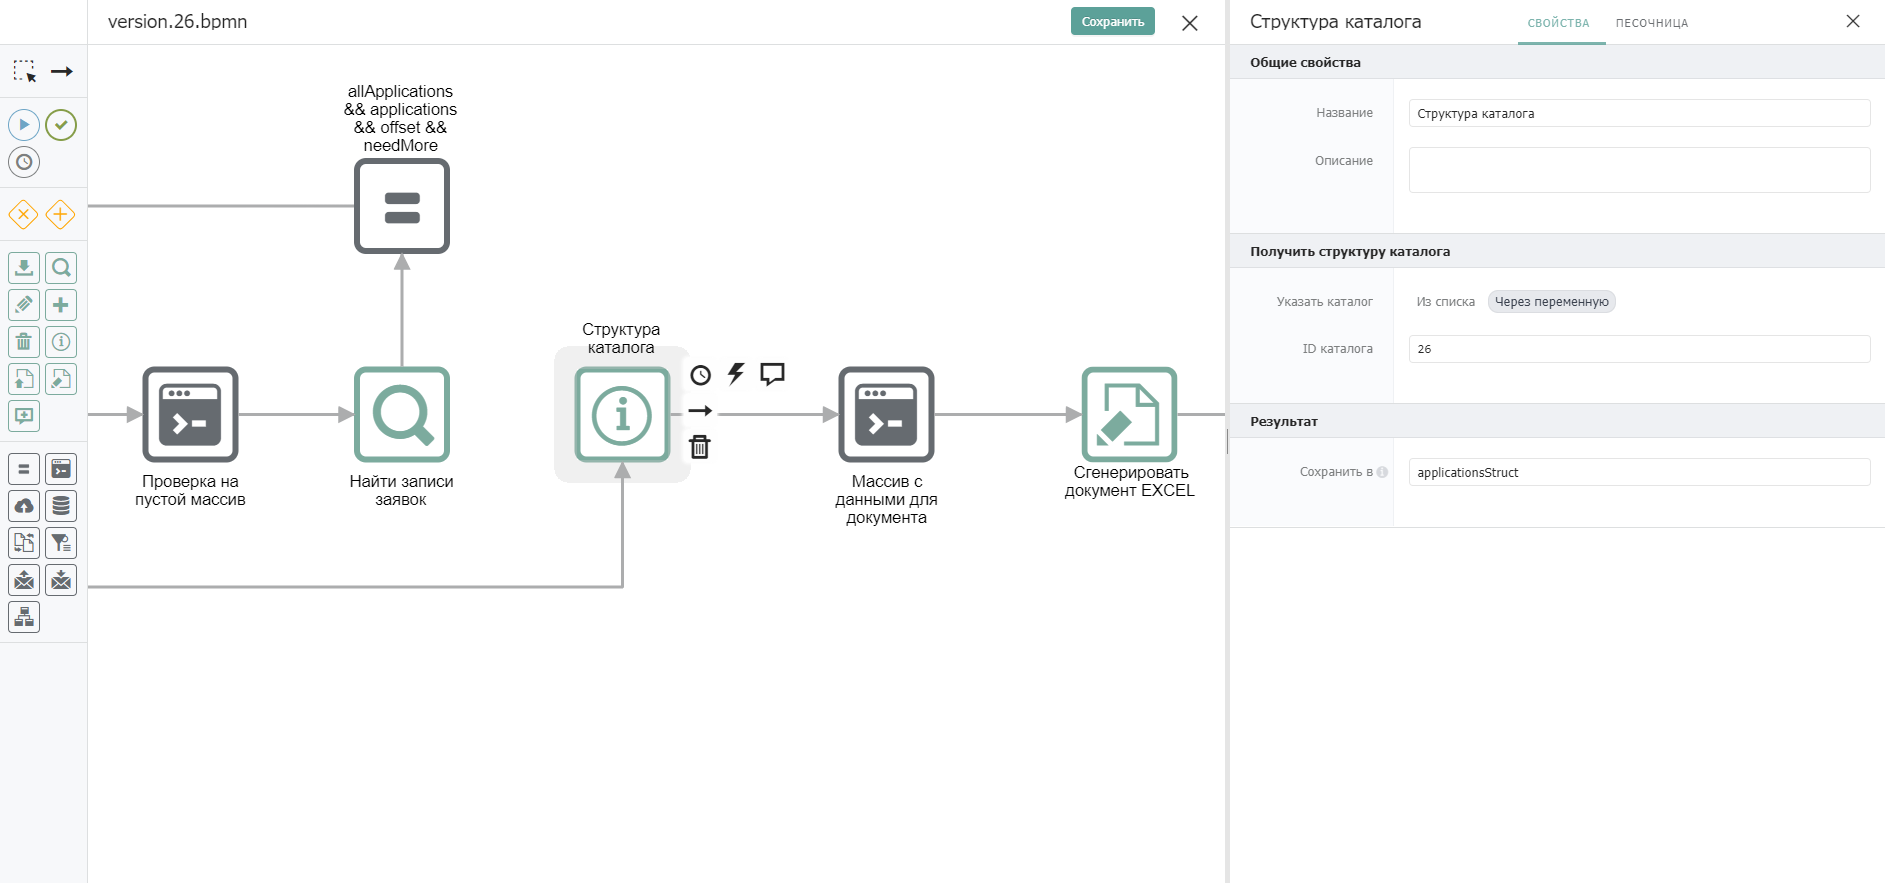 version.26.bpmn
Сохранить
allApplications
&& applications
&& offset &&
needMore
Структура
каталога
Проверка на
пустой массив
Найти записи
заявок
Массив с
данными для
документа
Сгенерировать
документ EXCEL
Структура каталога
СВОЙСТВА
ПЕСОЧНИЦА
Общие свойства
Название
Структура каталога
Описание
Получить структуру каталога
Указать каталог
Из списка
Через переменную
ID каталога
26
Результат
Сохранить в
applicationsStruct